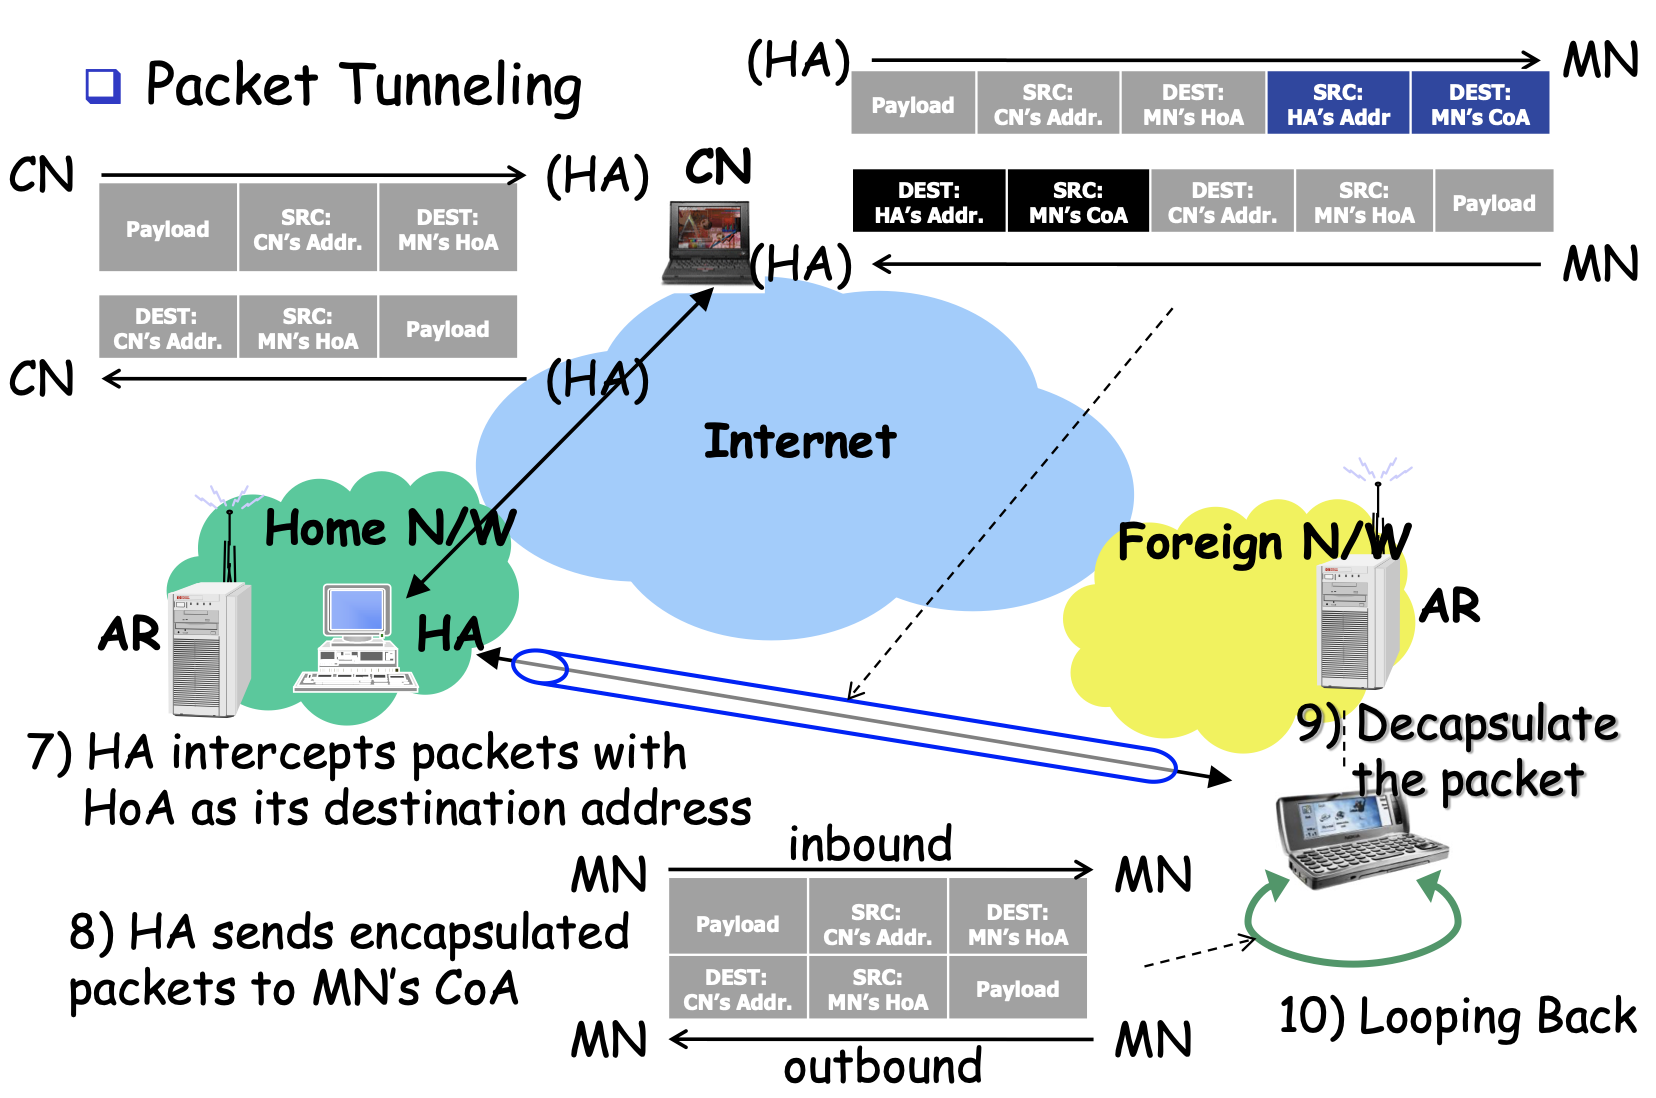 Packet Tunneling
(HA)
MN
Payload
SRC:
CN's Addr.
DEST:
MN's HoA
SRC:
HA's Addr
DEST:
MN's CoA
CN
(HA)
Payload
SRC:
CN's Addr.
DEST:
MN's HoA
CN
DEST:
HA's Addr.
SRC:
MN's CoA
DEST:
CN's Addr.
SRC:
MN's HoA
Payload
(HA)
MN
DEST:
CN's Addr.
SRC:
MN's HoA
Payload
CN
(HA)
Internet
Home N/W
Foreign N/W
AR
HA
AR
7) HA intercepts packets with
HoA as its destination address
9) Decapsulate
the packet
inbound
MN
MN
Payload
SRC:
CN's Addr.
DEST:
MN's HoA
8) HA sends encapsulated
packets to MN's CoA
DEST:
CN's Addr.
SRC:
MN's HoA
Payload
MN
MN
outbound
10) Looping Back